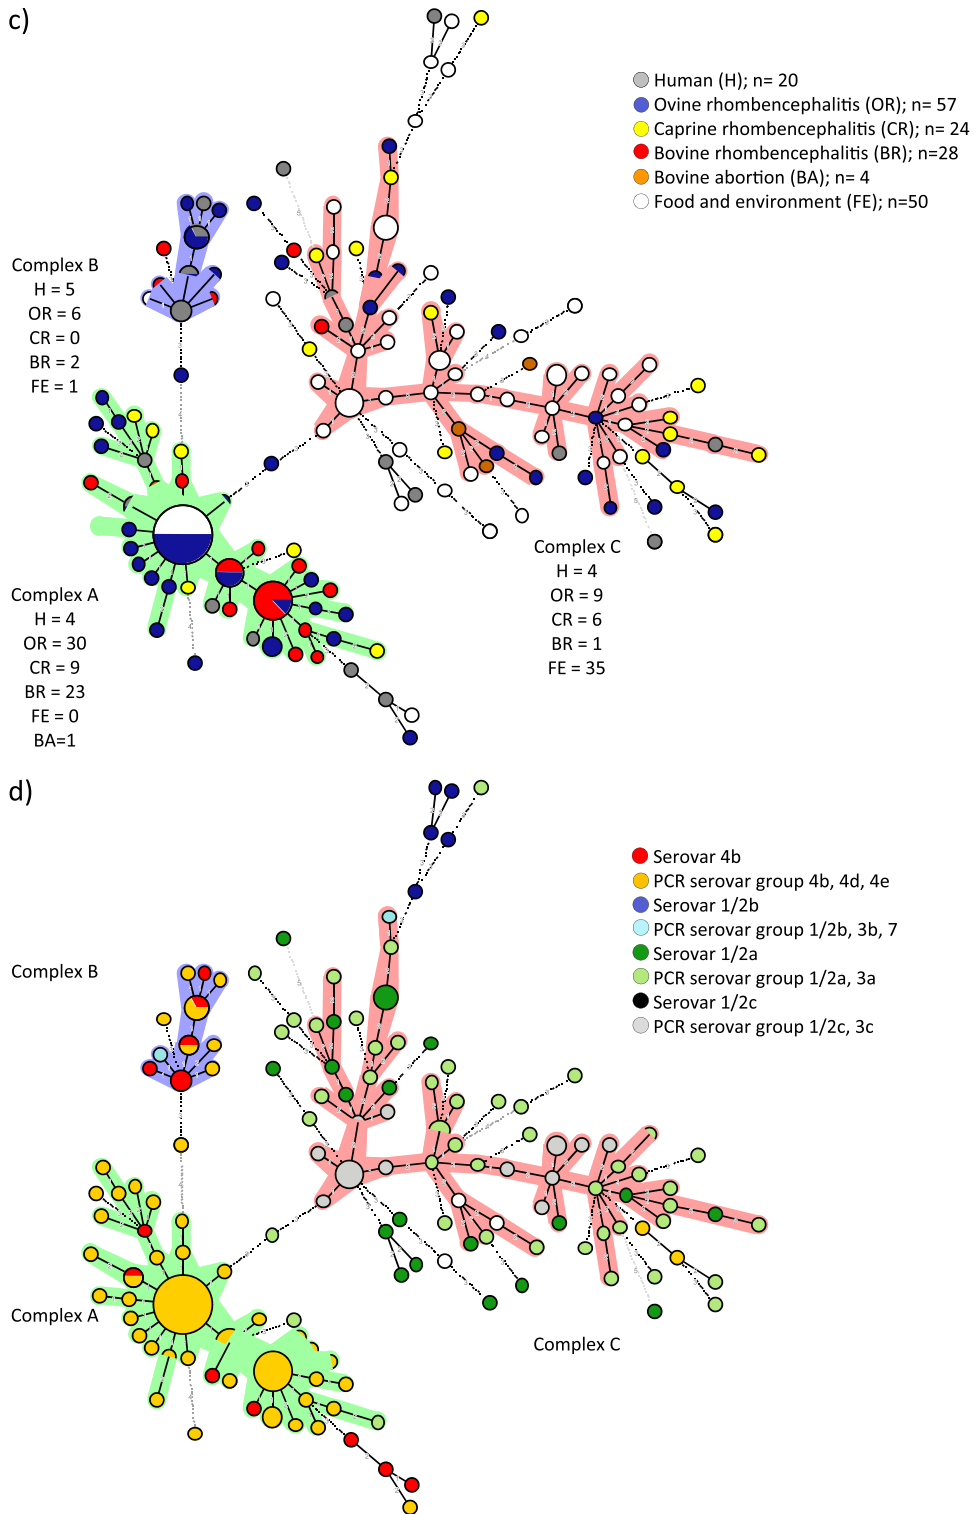 c)
Human (H); n= 20
Ovine rhombencephalitis (OR); n= 57
Caprine rhombencephalitis (CR); n= 24
Bovine rhombencephalitis (BR); n=28
Bovine abortion (BA); n= 4
Food and environment (FE); n=50
Complex B
H = 5
OR = 6
CR = 0
BR = 2
FE = 1
Complex A
H = 4
OR = 30
CR = 9
BR = 23
FE = 0
BA=1
Complex C
H = 4
OR = 9
CR = 6
BR = 1
FE = 35
d)
Serovar 4b
PCR serovar group 4b, 4d, 4e
Serovar 1/2b
PCR serovar group 1/2b, 3b, 7
Serovar 1/2a
PCR serovar group 1/2a, 3a
Serovar 1/2c
PCR serovar group 1/2c, 3c
Complex B
Complex A
Complex C